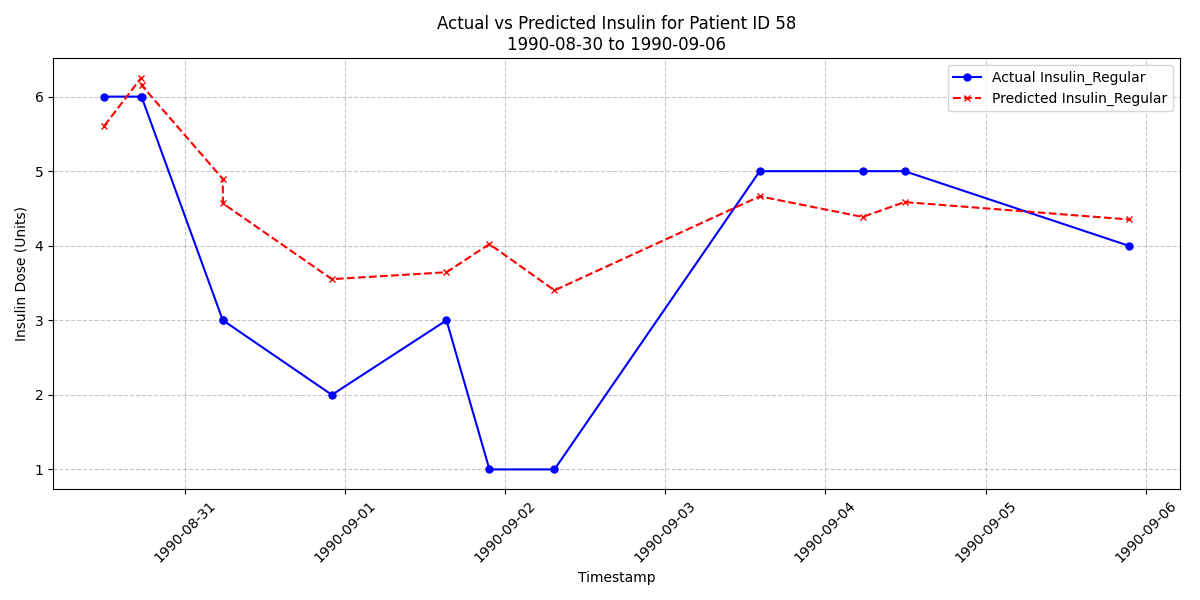 Actual vs Predicted Insulin for Patient ID 58
1990-08-30 to 1990-09-06
Actual Insulin_Regular
Predicted Insulin_Regular
Insulin Dose (Units)
6
5
4
3
2
1
1990-08-31
1990-09-01
1990-09-02
1990-09-03
1990-09-04
1990-09-05
1990-09-06
Timestamp